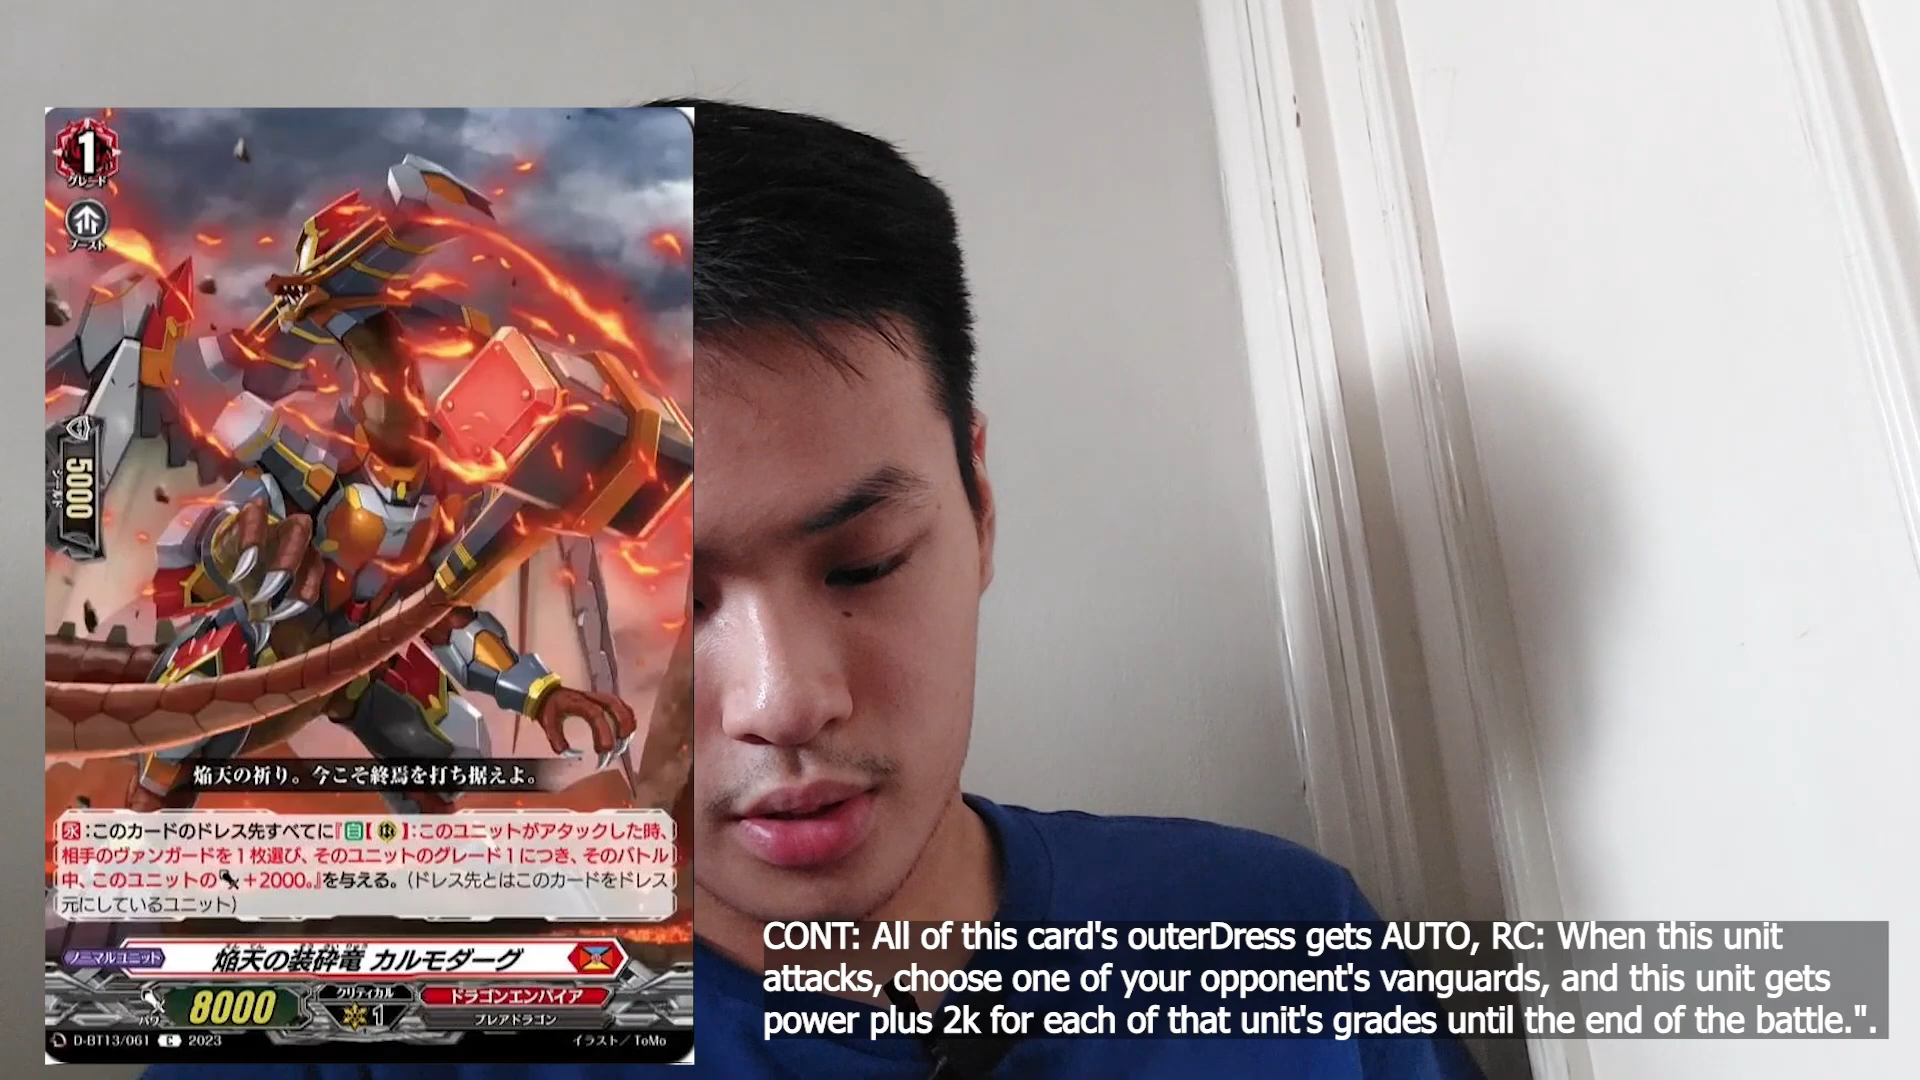 1
グレード
ブースト
5000
シールド
焔天の祈り。今こそ終焉を打ち据えよ。
永:このカードのドレス先すべてに『自【 】:このユニットがアタックした時、
相手のヴァンガードを1枚選び、そのユニットのグレード1につき、そのバトル
中、このユニットの +2000。』を与える。(ドレス先とはこのカードをドレス
元にしているユニット)
ノーマルユニット
焔天の装砕竜 カルモダーグ
パワー 8000
クリティカル
1
ドラゴンエンパイア
フレアドラゴン
D-BT13/061 C 2023
イラスト/ToMo
CONT: All of this card's outerDress gets AUTO, RC: When this unit
attacks, choose one of your opponent's vanguards, and this unit gets
power plus 2k for each of that unit's grades until the end of the battle.".